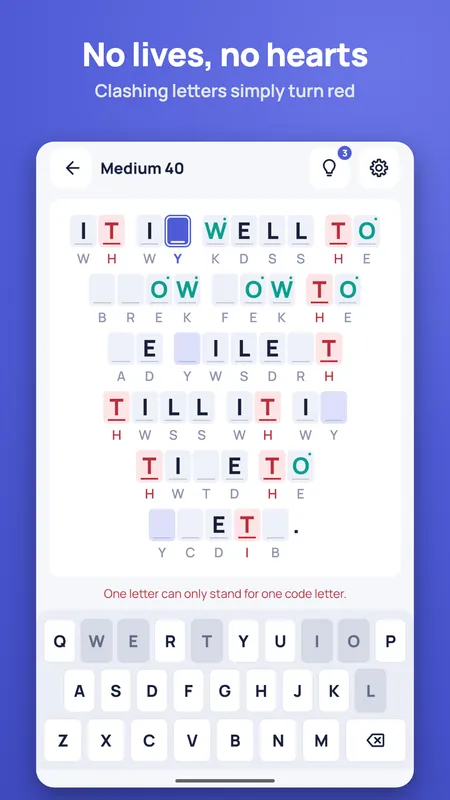 No lives, no hearts
Clashing letters simply turn red
Medium 40
3
I T I _ W E L L T O
W H W Y K D S S H E
_ _ O W _ O W T O
B R E K F E K H E
_ E _ I L E _ T
A D Y W S D R H
T I L L I T I _
H W S S W H W Y
T I _ E T O
H W T D H E
_ _ E T _ .
Y C D I B
One letter can only stand for one code letter.
Q W E R T Y U I O P
A S D F G H J K L
Z X C V B N M